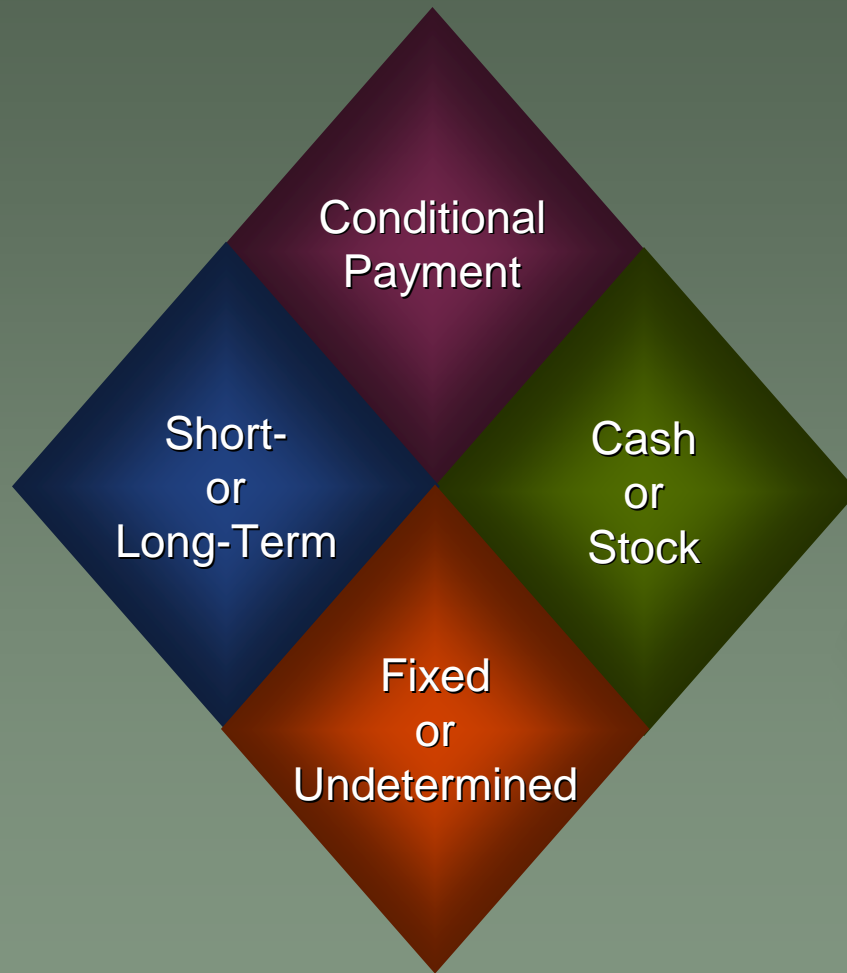 Conditional
Payment
Short-
or
Long-Term
Cash
or
Stock
Fixed
or
Undetermined